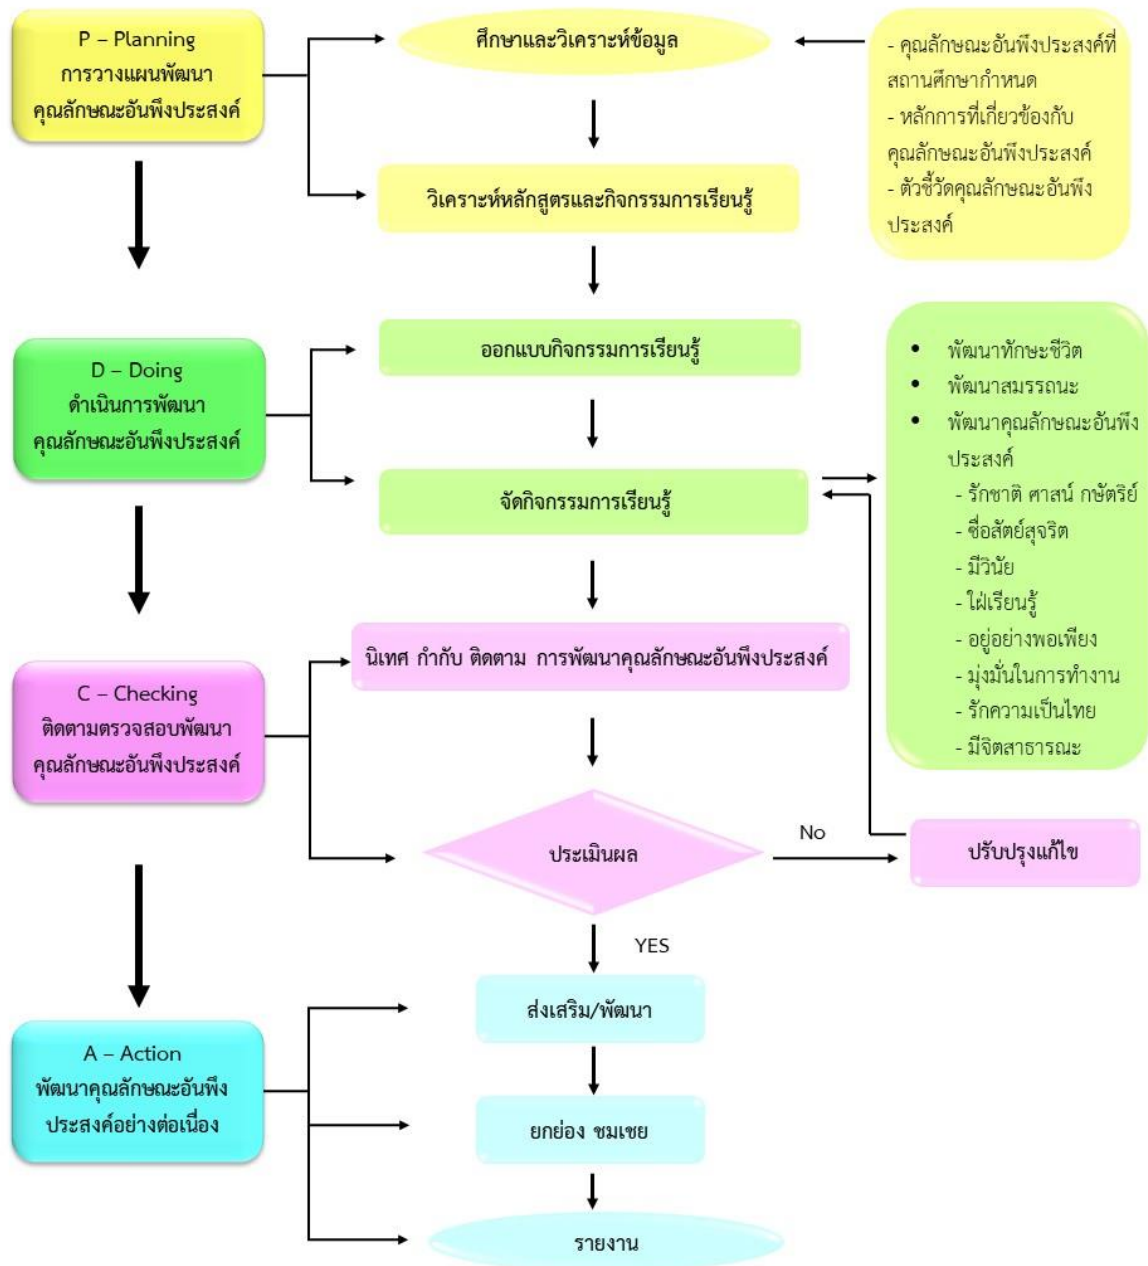 P – Planning
การวางแผนพัฒนา
คุณลักษณะอันพึงประสงค์
ศึกษาและวิเคราะห์ข้อมูล
- คุณลักษณะอันพึงประสงค์ที่
สถานศึกษากำหนด
- หลักการที่เกี่ยวข้องกับ
คุณลักษณะอันพึงประสงค์
- ตัวชี้วัดคุณลักษณะอันพึง
ประสงค์
วิเคราะห์หลักสูตรและกิจกรรมการเรียนรู้
D – Doing
ดำเนินการพัฒนา
คุณลักษณะอันพึงประสงค์
ออกแบบกิจกรรมการเรียนรู้
จัดกิจกรรมการเรียนรู้
• พัฒนาทักษะชีวิต
• พัฒนาสมรรถนะ
• พัฒนาคุณลักษณะอันพึง
ประสงค์
- รักชาติ ศาสน์ กษัตริย์
- ซื่อสัตย์สุจริต
- มีวินัย
- ใฝ่เรียนรู้
- อยู่อย่างพอเพียง
- มุ่งมั่นในการทำงาน
- รักความเป็นไทย
- มีจิตสาธารณะ
C – Checking
ติดตามตรวจสอบพัฒนา
คุณลักษณะอันพึงประสงค์
นิเทศ กำกับ ติดตาม การพัฒนาคุณลักษณะอันพึงประสงค์
ประเมินผล
No
ปรับปรุงแก้ไข
YES
A – Action
พัฒนาคุณลักษณะอันพึง
ประสงค์อย่างต่อเนื่อง
ส่งเสริม/พัฒนา
ยกย่อง ชมเชย
รายงาน